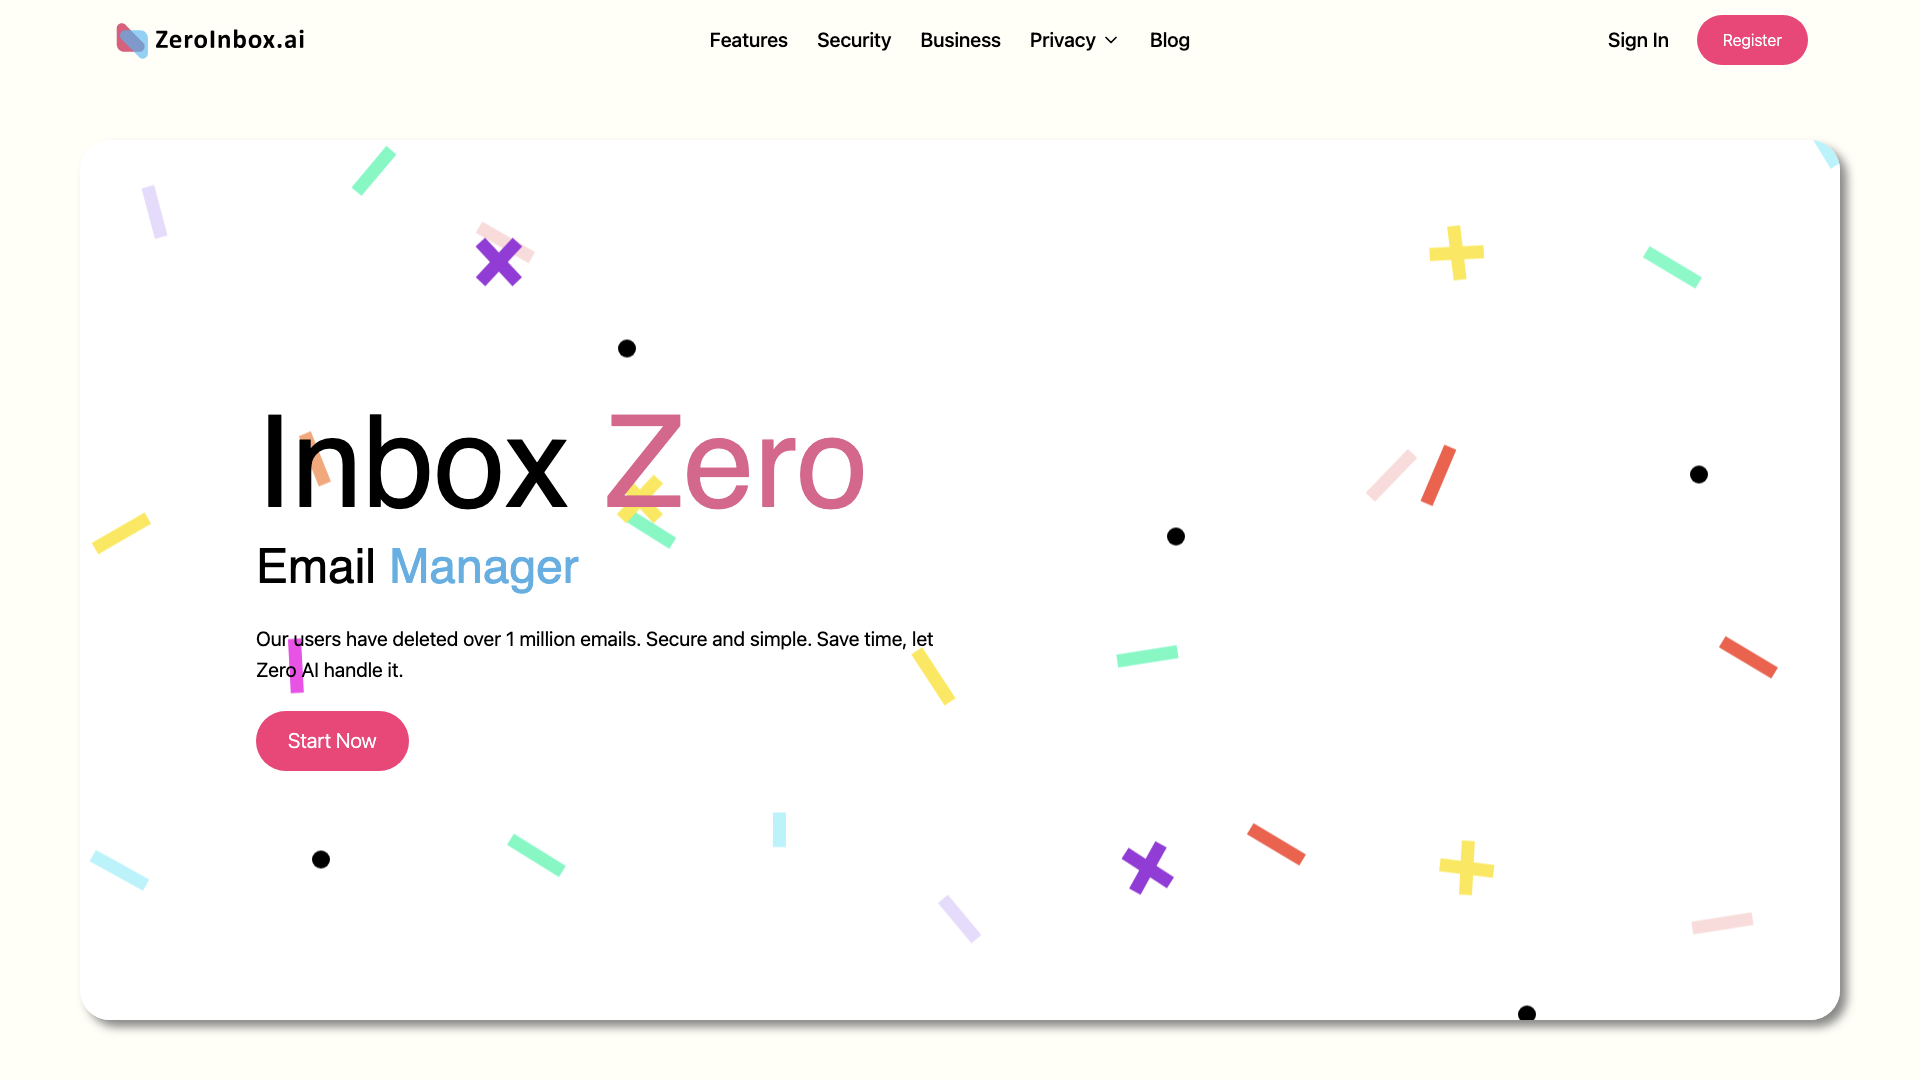 ZeroInbox.ai
Features Security Business Privacy Blog
Sign In Register
Inbox Zero
Email Manager
Our users have deleted over 1 million emails. Secure and simple. Save time, let
Zero AI handle it.
Start Now